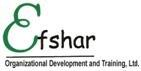 Efshar
Organizational Development and Training, Ltd.